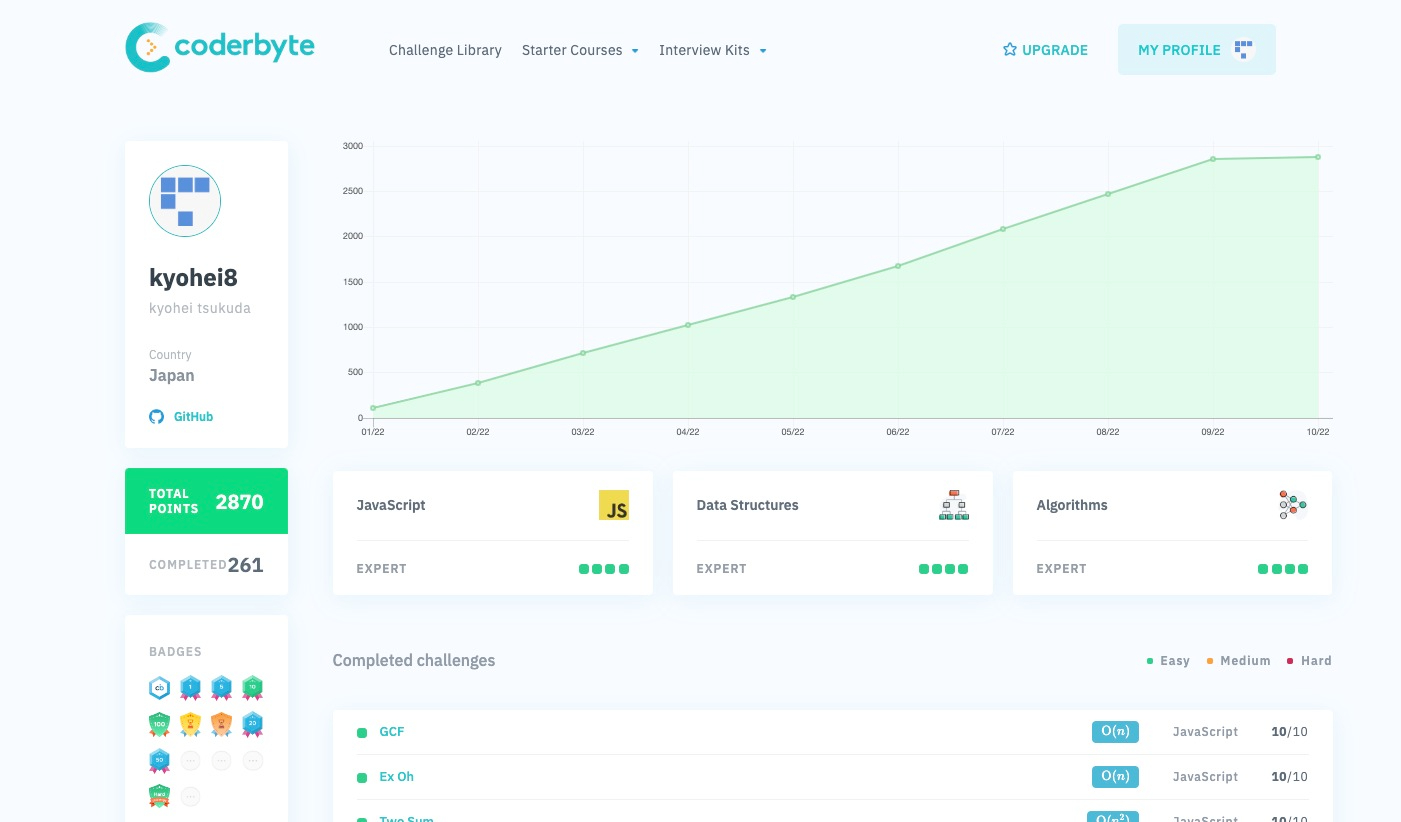 coderbyte
Challenge Library
Starter Courses
Interview Kits
UPGRADE
MY PROFILE
kyohei8
kyohei tsukuda
Country
Japan
GitHub
TOTAL
POINTS
2870
COMPLETED
261
BADGES
cb
1
5
10
100
20
50
Hard
3000
2500
2000
1500
1000
500
0
01/22
02/22
03/22
04/22
05/22
06/22
07/22
08/22
09/22
10/22
JavaScript
JS
EXPERT
Data Structures
EXPERT
Algorithms
EXPERT
Completed challenges
Easy
Medium
Hard
GCF
O(n)
JavaScript
10/10
Ex Oh
O(n)
JavaScript
10/10
Two Sum
O(n²)
JavaScript
10/10